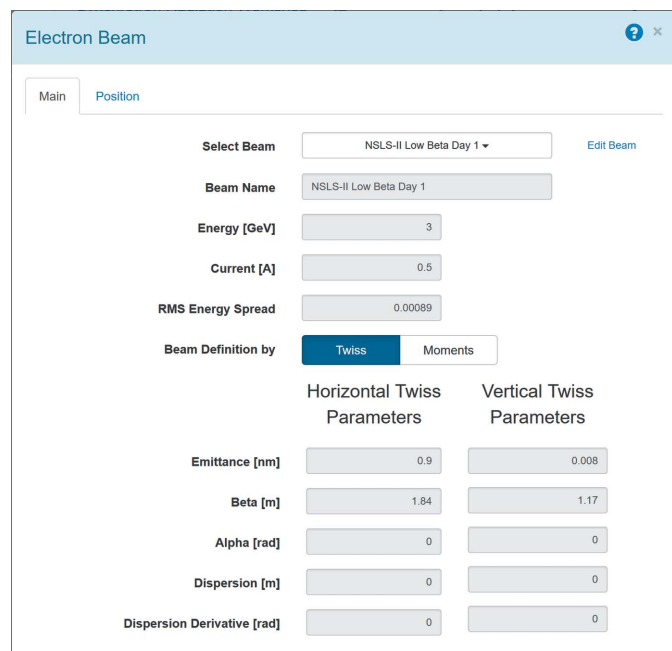 Electron Beam
? ×
Main Position
Select Beam NSLS-II Low Beta Day 1 Edit Beam
Beam Name NSLS-II Low Beta Day 1
Energy [GeV] 3
Current [A] 0.5
RMS Energy Spread 0.00089
Beam Definition by Twiss Moments
Horizontal Twiss Vertical Twiss
Parameters Parameters
Emittance [nm] 0.9 0.008
Beta [m] 1.84 1.17
Alpha [rad] 0 0
Dispersion [m] 0 0
Dispersion Derivative [rad] 0 0